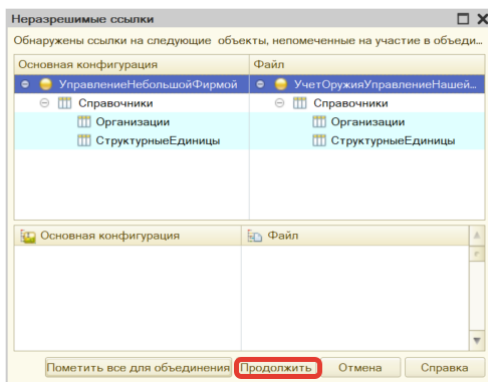 Неразрешимые ссылки
Обнаружены ссылки на следующие объекты, непомеченные на участие в объеди...
Основная конфигурация Файл
УправлениеНебольшойФирмой УчетОружияУправлениеНашей...
Справочники Справочники
Организации Организации
СтруктурныеЕдиницы СтруктурныеЕдиницы
Основная конфигурация Файл
Пометить все для объединения Продолжить Отмена Справка